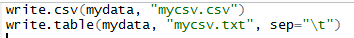 write.csv(mydata, "mycsv.csv")
write.table(mydata, "mycsv.txt", sep="\t")